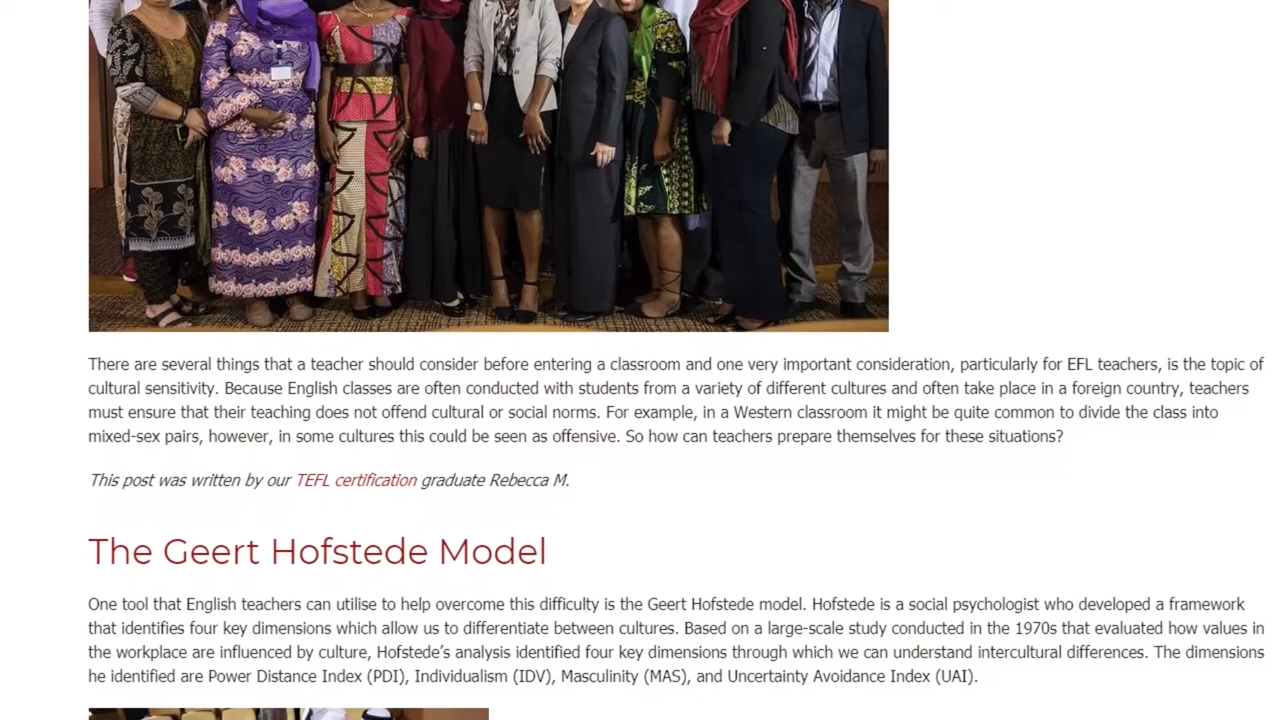 There are several things that a teacher should consider before entering a classroom and one very important consideration, particularly for EFL teachers, is the topic of
cultural sensitivity. Because English classes are often conducted with students from a variety of different cultures and often take place in a foreign country, teachers
must ensure that their teaching does not offend cultural or social norms. For example, in a Western classroom it might be quite common to divide the class into
mixed-sex pairs, however, in some cultures this could be seen as offensive. So how can teachers prepare themselves for these situations?
This post was written by our TEFL certification graduate Rebecca M.
The Geert Hofstede Model
One tool that English teachers can utilise to help overcome this difficulty is the Geert Hofstede model. Hofstede is a social psychologist who developed a framework
that identifies four key dimensions which allow us to differentiate between cultures. Based on a large-scale study conducted in the 1970s that evaluated how values in
the workplace are influenced by culture, Hofstede’s analysis identified four key dimensions through which we can understand intercultural differences. The dimensions
he identified are Power Distance Index (PDI), Individualism (IDV), Masculinity (MAS), and Uncertainty Avoidance Index (UAI).